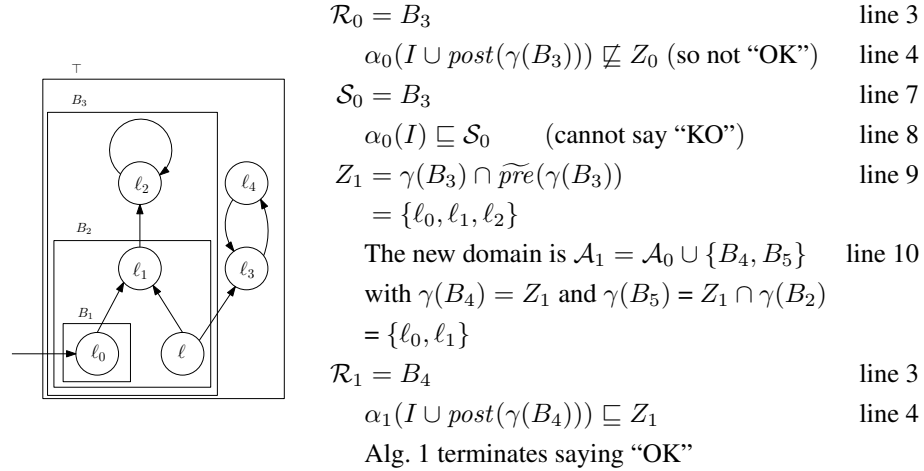 ⊤
B₃
ℓ₂
ℓ₄
B₂
ℓ₁
ℓ₃
B₁
ℓ₀
ℓ
ℛ₀ = B₃ line 3
α₀(I ∪ post(γ(B₃))) ⋢ Z₀ (so not “OK”) line 4
𝒮₀ = B₃ line 7
α₀(I) ⊑ 𝒮₀ (cannot say “KO”) line 8
Z₁ = γ(B₃) ∩ p̃re(γ(B₃)) line 9
= {ℓ₀, ℓ₁, ℓ₂}
The new domain is 𝒜₁ = 𝒜₀ ∪ {B₄, B₅} line 10
with γ(B₄) = Z₁ and γ(B₅) = Z₁ ∩ γ(B₂)
= {ℓ₀, ℓ₁}
ℛ₁ = B₄ line 3
α₁(I ∪ post(γ(B₄))) ⊑ Z₁ line 4
Alg. 1 terminates saying “OK”